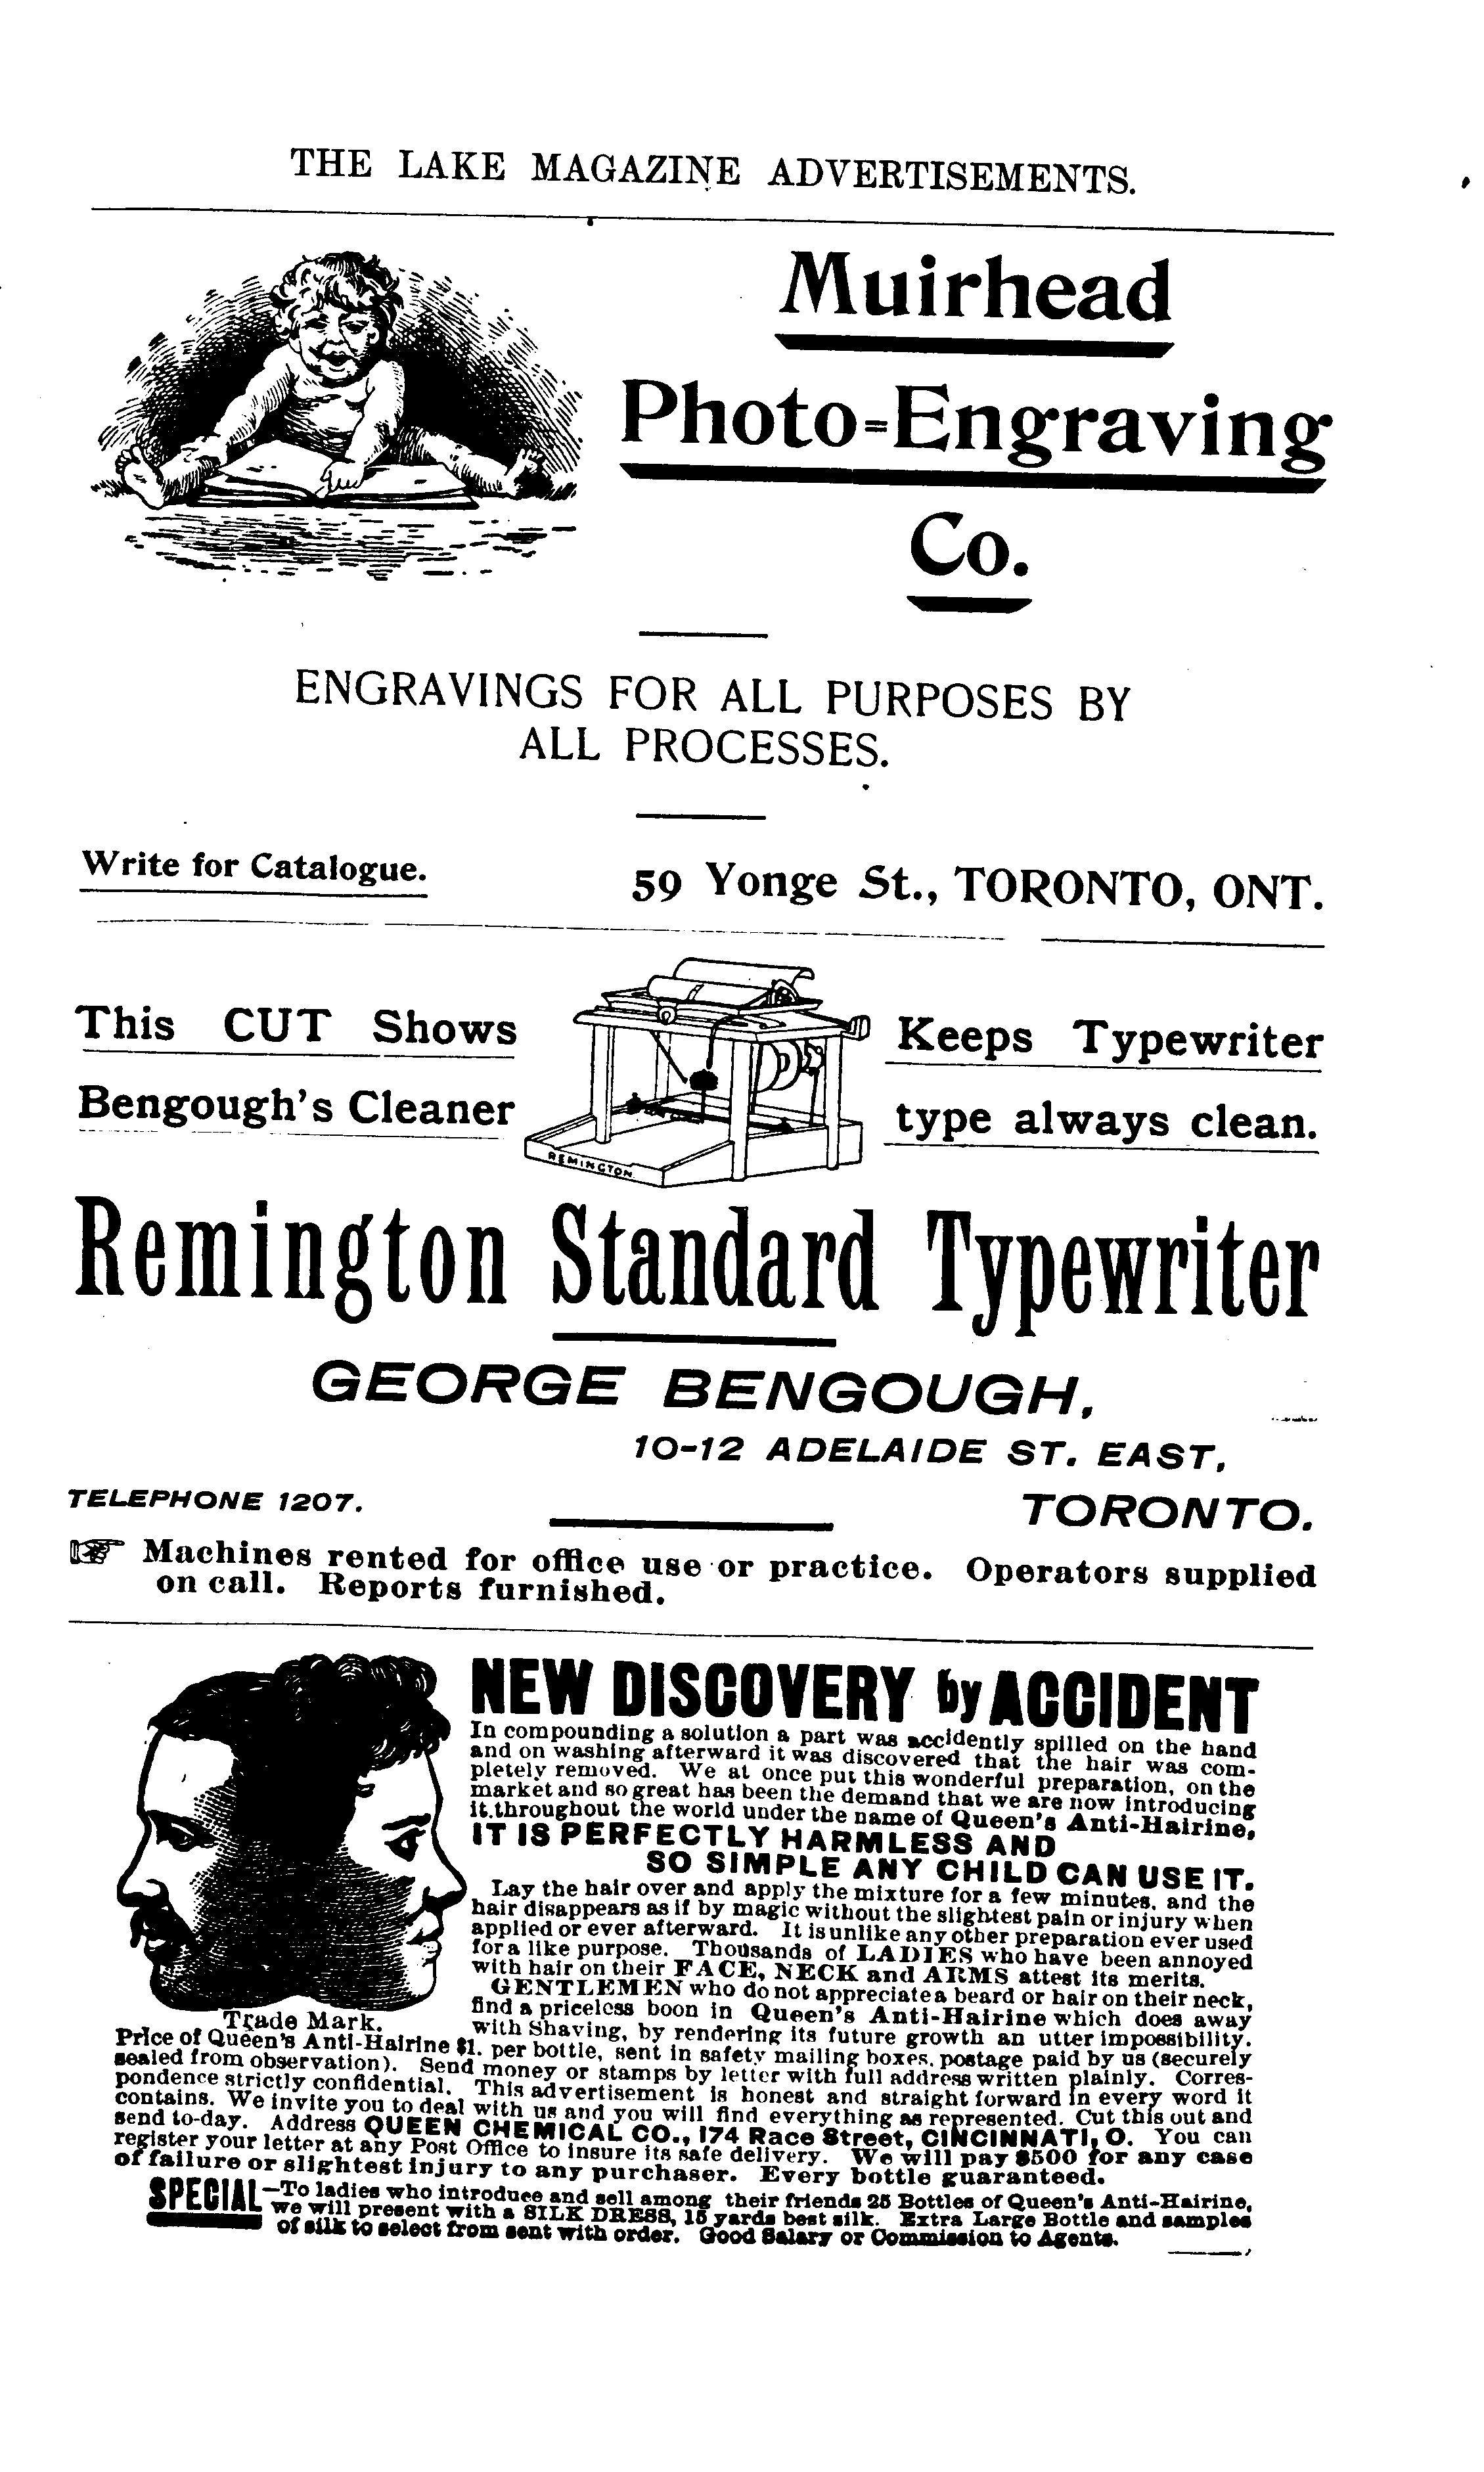 THE LAKE MAGAZINE ADVERTISEMENTS.
Muirhead
Photo=Engraving
Co.
ENGRAVINGS FOR ALL PURPOSES BY
ALL PROCESSES.
Write for Catalogue.
59 Yonge St., TORONTO, ONT.
This CUT Shows
Bengough's Cleaner
REMINGTON
Keeps Typewriter
type always clean.
Remington Standard Typewriter
GEORGE BENGOUGH,
10-12 ADELAIDE ST. EAST,
TELEPHONE 1207.
TORONTO.
☞ Machines rented for office use or practice. Operators supplied
on call. Reports furnished.
NEW DISCOVERY by ACCIDENT
In compounding a solution a part was accidently spilled on the hand
and on washing afterward it was discovered that the hair was com-
pletely removed. We at once put this wonderful preparation, on the
market and so great has been the demand that we are now introducing
it throughout the world under the name of Queen's Anti-Hairine,
IT IS PERFECTLY HARMLESS AND
SO SIMPLE ANY CHILD CAN USE IT.
Lay the hair over and apply the mixture for a few minutes, and the
hair disappears as if by magic without the slightest pain or injury when
applied or ever afterward. It is unlike any other preparation ever used
for a like purpose. Thousands of LADIES who have been annoyed
with hair on their FACE, NECK and ARMS attest its merits.
GENTLEMEN who do not appreciate a beard or hair on their neck,
find a priceless boon in Queen's Anti-Hairine which does away
with Shaving, by rendering its future growth an utter impossibility.
Trade Mark.
Price of Queen's Anti-Hairine $1. per bottle, sent in safety mailing boxes, postage paid by us (securely
sealed from observation). Send money or stamps by letter with full address written plainly. Corres-
pondence strictly confidential. This advertisement is honest and straight forward in every word it
contains. We invite you to deal with us and you will find everything as represented. Cut this out and
send to-day. Address QUEEN CHEMICAL CO., 174 Race Street, CINCINNATI, O. You can
register your letter at any Post Office to insure its safe delivery. We will pay $500 for any case
of failure or slightest injury to any purchaser. Every bottle guaranteed.
SPECIAL—To ladies who introduce and sell among their friends 25 Bottles of Queen's Anti-Hairine,
we will present with a SILK DRESS, 15 yards best silk. Extra Large Bottle and samples
of silk to select from sent with order. Good Salary or Commission to Agents.